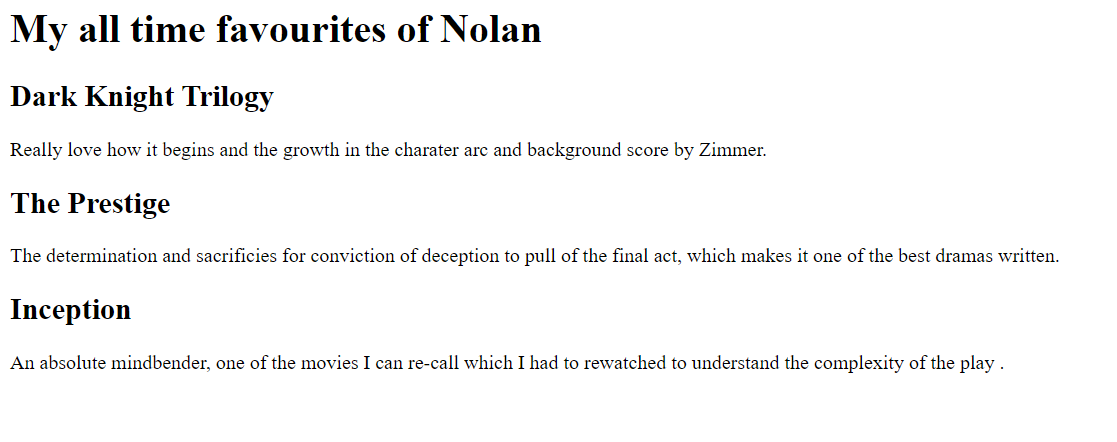 My all time favourites of Nolan
Dark Knight Trilogy
Really love how it begins and the growth in the charater arc and background score by Zimmer.
The Prestige
The determination and sacrificies for conviction of deception to pull of the final act, which makes it one of the best dramas written.
Inception
An absolute mindbender, one of the movies I can re-call which I had to rewatched to understand the complexity of the play .